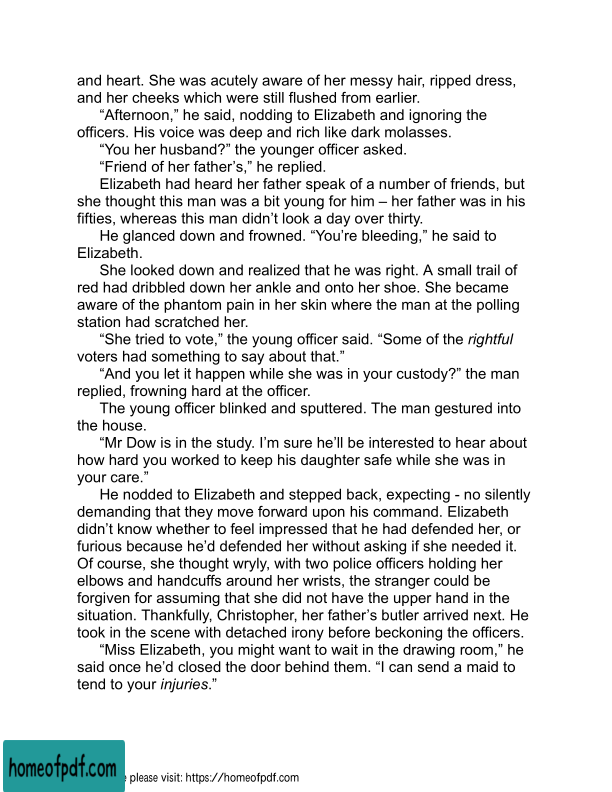 and heart. She was acutely aware of her messy hair, ripped dress,
and her cheeks which were still flushed from earlier.
“Afternoon,” he said, nodding to Elizabeth and ignoring the
officers. His voice was deep and rich like dark molasses.
“You her husband?” the younger officer asked.
“Friend of her father’s,” he replied.
Elizabeth had heard her father speak of a number of friends, but
she thought this man was a bit young for him – her father was in his
fifties, whereas this man didn’t look a day over thirty.
He glanced down and frowned. “You’re bleeding,” he said to
Elizabeth.
She looked down and realized that he was right. A small trail of
red had dribbled down her ankle and onto her shoe. She became
aware of the phantom pain in her skin where the man at the polling
station had scratched her.
“She tried to vote,” the young officer said. “Some of the rightful
voters had something to say about that.”
“And you let it happen while she was in your custody?” the man
replied, frowning hard at the officer.
The young officer blinked and sputtered. The man gestured into
the house.
“Mr Dow is in the study. I’m sure he’ll be interested to hear about
how hard you worked to keep his daughter safe while she was in
your care.”
He nodded to Elizabeth and stepped back, expecting - no silently
demanding that they move forward upon his command. Elizabeth
didn’t know whether to feel impressed that he had defended her, or
furious because he’d defended her without asking if she needed it.
Of course, she thought wryly, with two police officers holding her
elbows and handcuffs around her wrists, the stranger could be
forgiven for assuming that she did not have the upper hand in the
situation. Thankfully, Christopher, her father’s butler arrived next. He
took in the scene with detached irony before beckoning the officers.
“Miss Elizabeth, you might want to wait in the drawing room,” he
said once he’d closed the door behind them. “I can send a maid to
tend to your injuries.”
homeofpdf.com
please visit: https://homeofpdf.com